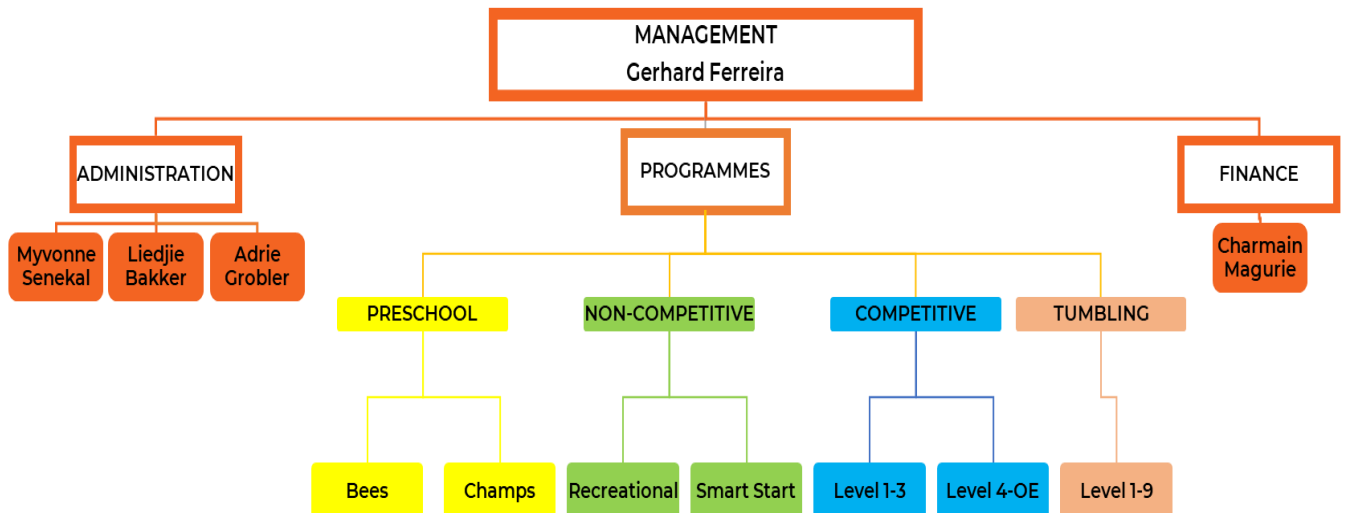 MANAGEMENT
Gerhard Ferreira
ADMINISTRATION
PROGRAMMES
FINANCE
Myvonne
Senekal
Liedjie
Bakker
Adrie
Grobler
Charmain
Magurie
PRESCHOOL
NON-COMPETITIVE
COMPETITIVE
TUMBLING
Bees
Champs
Recreational
Smart Start
Level 1-3
Level 4-OE
Level 1-9